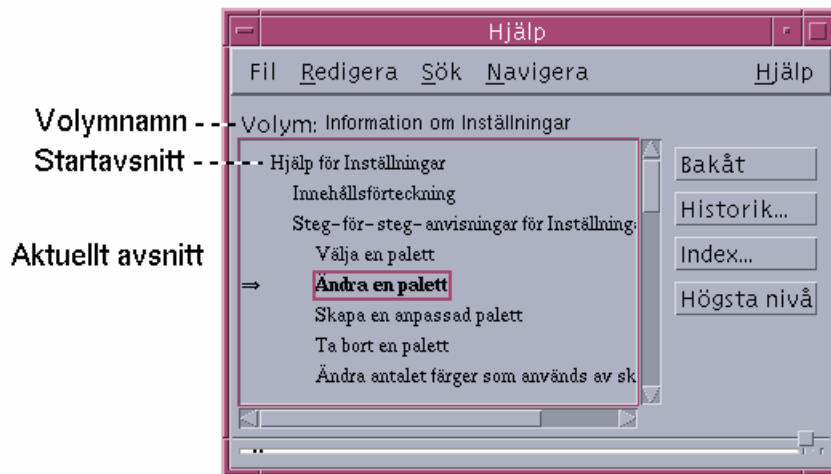 Hjälp
Fil Redigera Sök Navigera Hjälp
Volymnamn Volym: Information om Inställningar
Startavsnitt Hjälp för Inställningar
Innehållsförteckning
Steg-för-steg-anvisningar för Inställning
Välja en palett
Aktuellt avsnitt
⇒ Ändra en palett
Skapa en anpassad palett
Ta bort en palett
Ändra antalet färger som används av sk
Bakåt
Historik...
Index...
Högsta nivå